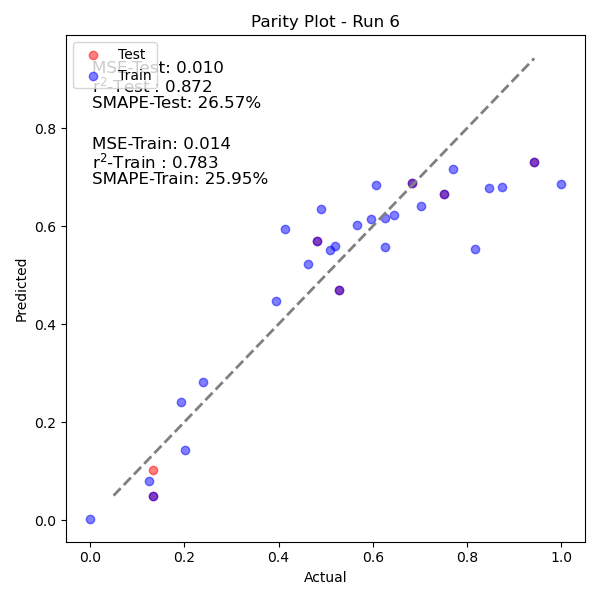 Parity Plot - Run 6
Test
Train
MSE-Test: 0.010
r²-Test : 0.872
SMAPE-Test: 26.57%
MSE-Train: 0.014
r²-Train : 0.783
SMAPE-Train: 25.95%
Predicted
0.8
0.6
0.4
0.2
0.0
0.0 0.2 0.4 0.6 0.8 1.0
Actual